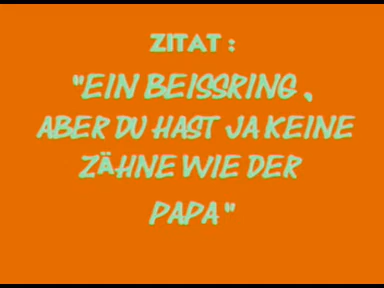 ZITAT :
"EIN BEISSRING ,
ABER DU HAST JA KEINE
ZÄHNE WIE DER
PAPA "